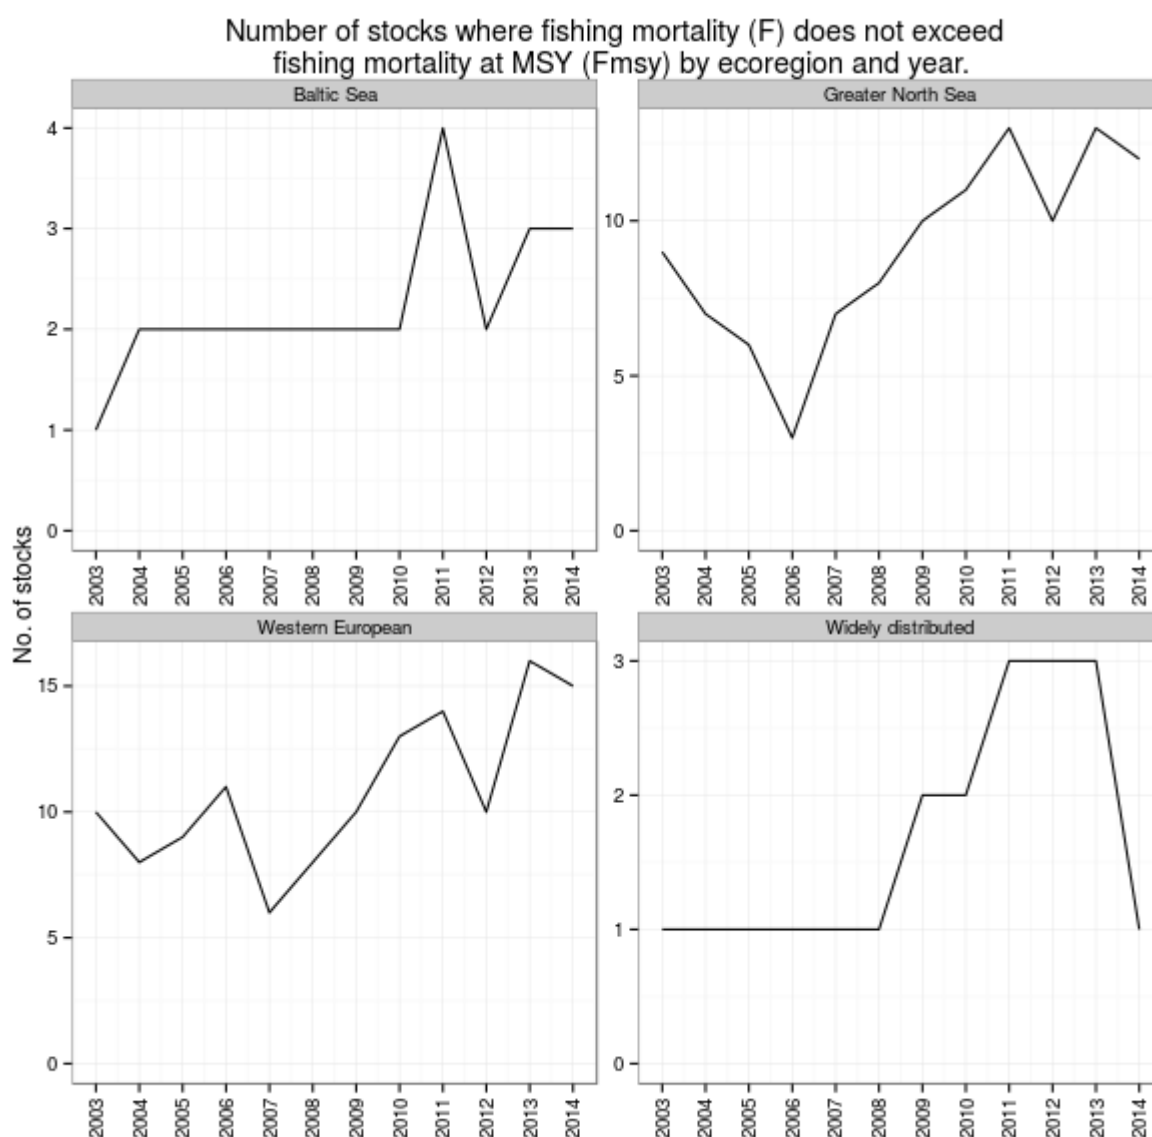 Number of stocks where fishing mortality (F) does not exceed
fishing mortality at MSY (Fmsy) by ecoregion and year.
No. of stocks
Baltic Sea
4
3
2
1
0
2003 2004 2005 2006 2007 2008 2009 2010 2011 2012 2013 2014
Greater North Sea
10
5
0
2003 2004 2005 2006 2007 2008 2009 2010 2011 2012 2013 2014
Western European
15
10
5
0
2003 2004 2005 2006 2007 2008 2009 2010 2011 2012 2013 2014
Widely distributed
3
2
1
0
2003 2004 2005 2006 2007 2008 2009 2010 2011 2012 2013 2014